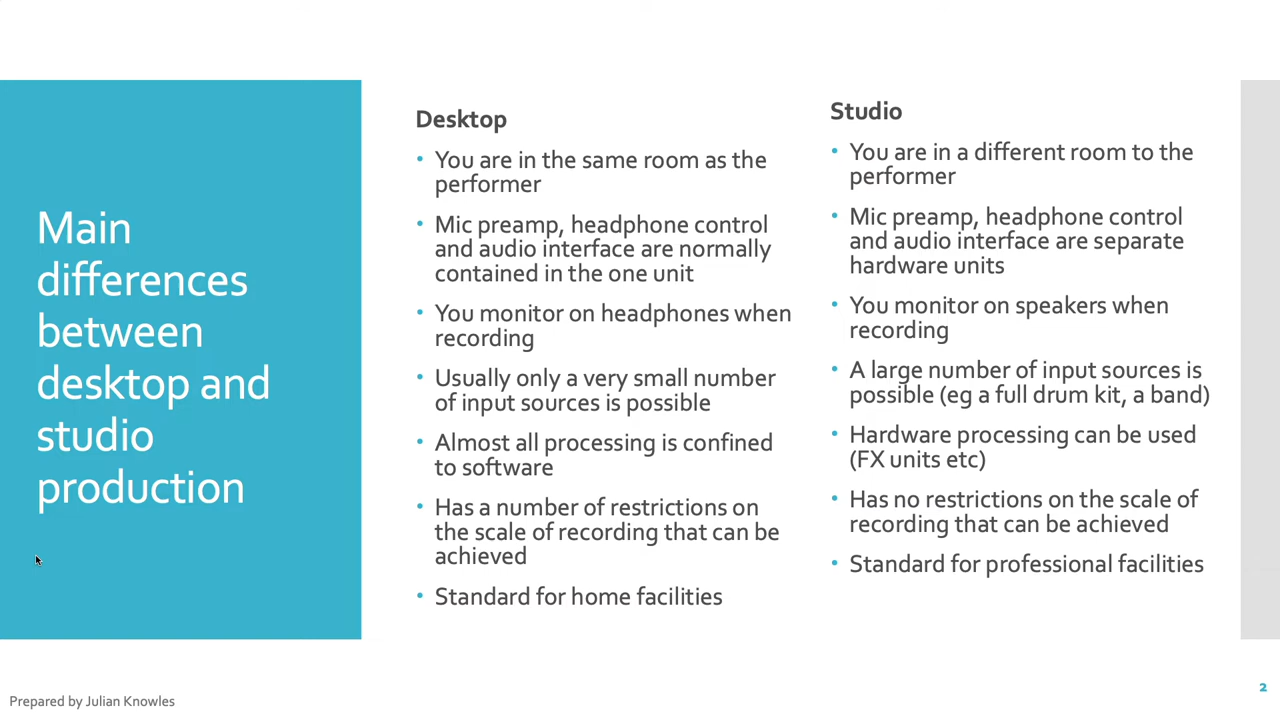 Main
differences
between
desktop and
studio
production
Desktop
• You are in the same room as the
performer
• Mic preamp, headphone control
and audio interface are normally
contained in the one unit
• You monitor on headphones when
recording
• Usually only a very small number
of input sources is possible
• Almost all processing is confined
to software
• Has a number of restrictions on
the scale of recording that can be
achieved
• Standard for home facilities
Studio
• You are in a different room to the
performer
• Mic preamp, headphone control
and audio interface are separate
hardware units
• You monitor on speakers when
recording
• A large number of input sources is
possible (eg a full drum kit, a band)
• Hardware processing can be used
(FX units etc)
• Has no restrictions on the scale of
recording that can be achieved
• Standard for professional facilities
Prepared by Julian Knowles
2